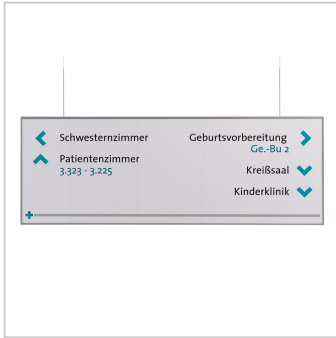 Schwesternzimmer
Patientenzimmer
3.323 - 3.225
Geburtsvorbereitung
Ge.-Bu 2
Kreißsaal
Kinderklinik